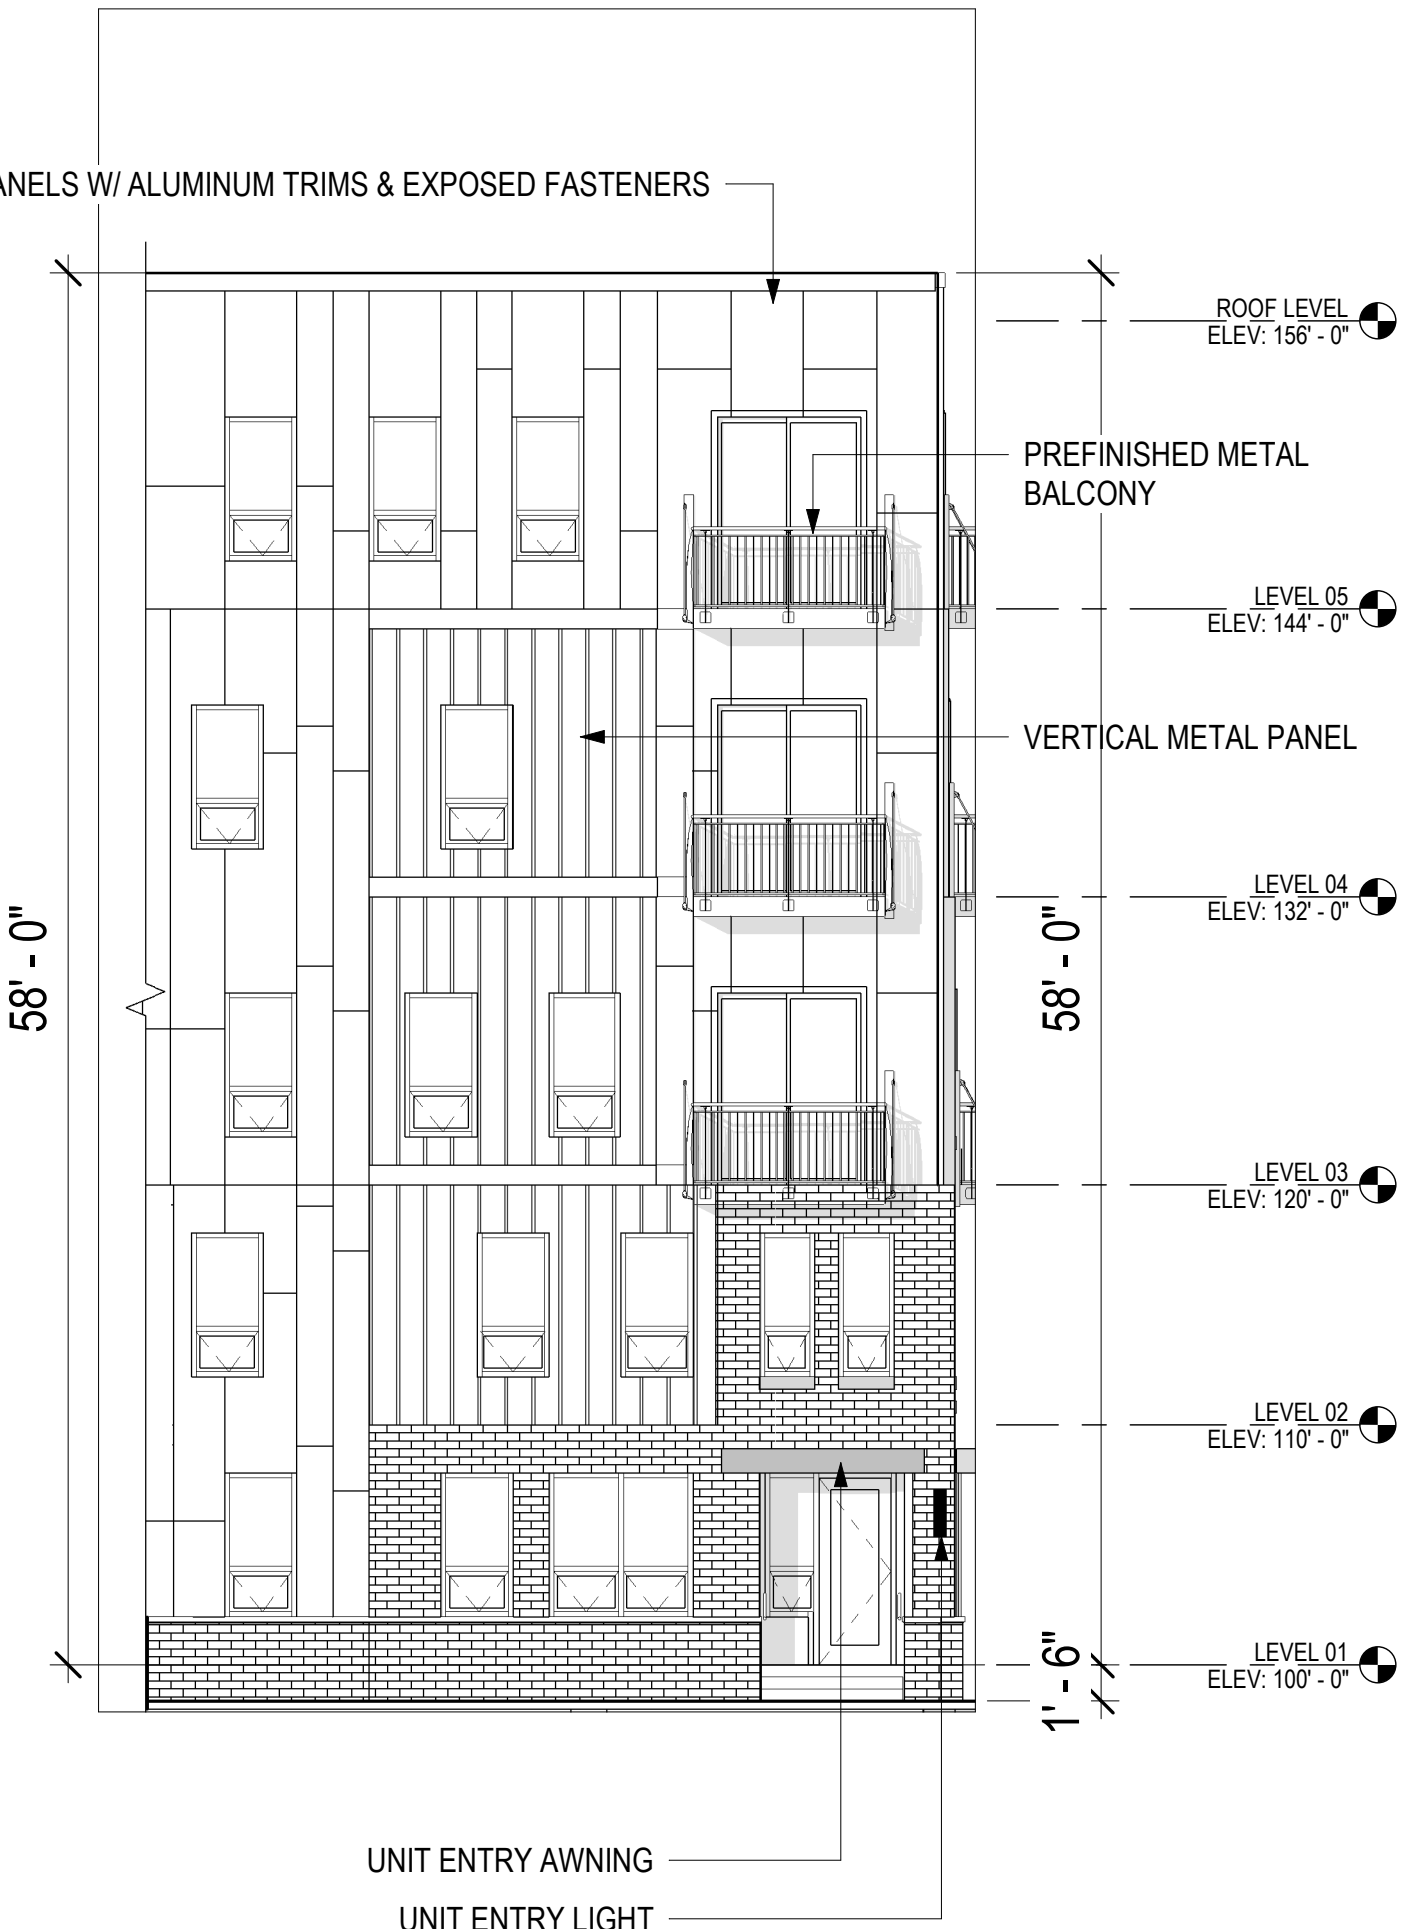 W/ ALUMINUM TRIMS & EXPOSED FASTENERS
ROOF LEVEL
ELEV: 156' - 0"
PREFINISHED METAL
BALCONY
LEVEL 05
ELEV: 144' - 0"
VERTICAL METAL PANEL
LEVEL 04
ELEV: 132' - 0"
58' - 0"
58' - 0"
LEVEL 03
ELEV: 120' - 0"
LEVEL 02
ELEV: 110' - 0"
LEVEL 01
ELEV: 100' - 0"
1' - 6"
UNIT ENTRY AWNING
UNIT ENTRY LIGHT